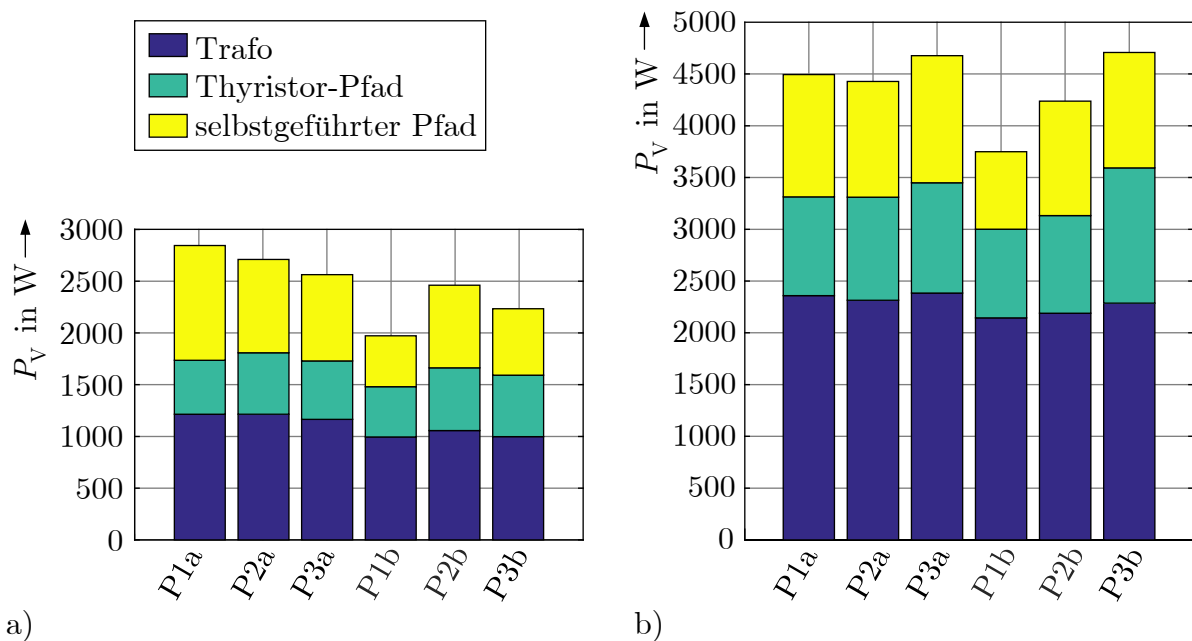 Trafo
Thyristor-Pfad
selbstgeführter Pfad
P_V in W
3000
2500
2000
1500
1000
500
0
P1a P2a P3a P1b P2b P3b
a)
P_V in W
5000
4500
4000
3500
3000
2500
2000
1500
1000
500
0
P1a P2a P3a P1b P2b P3b
b)